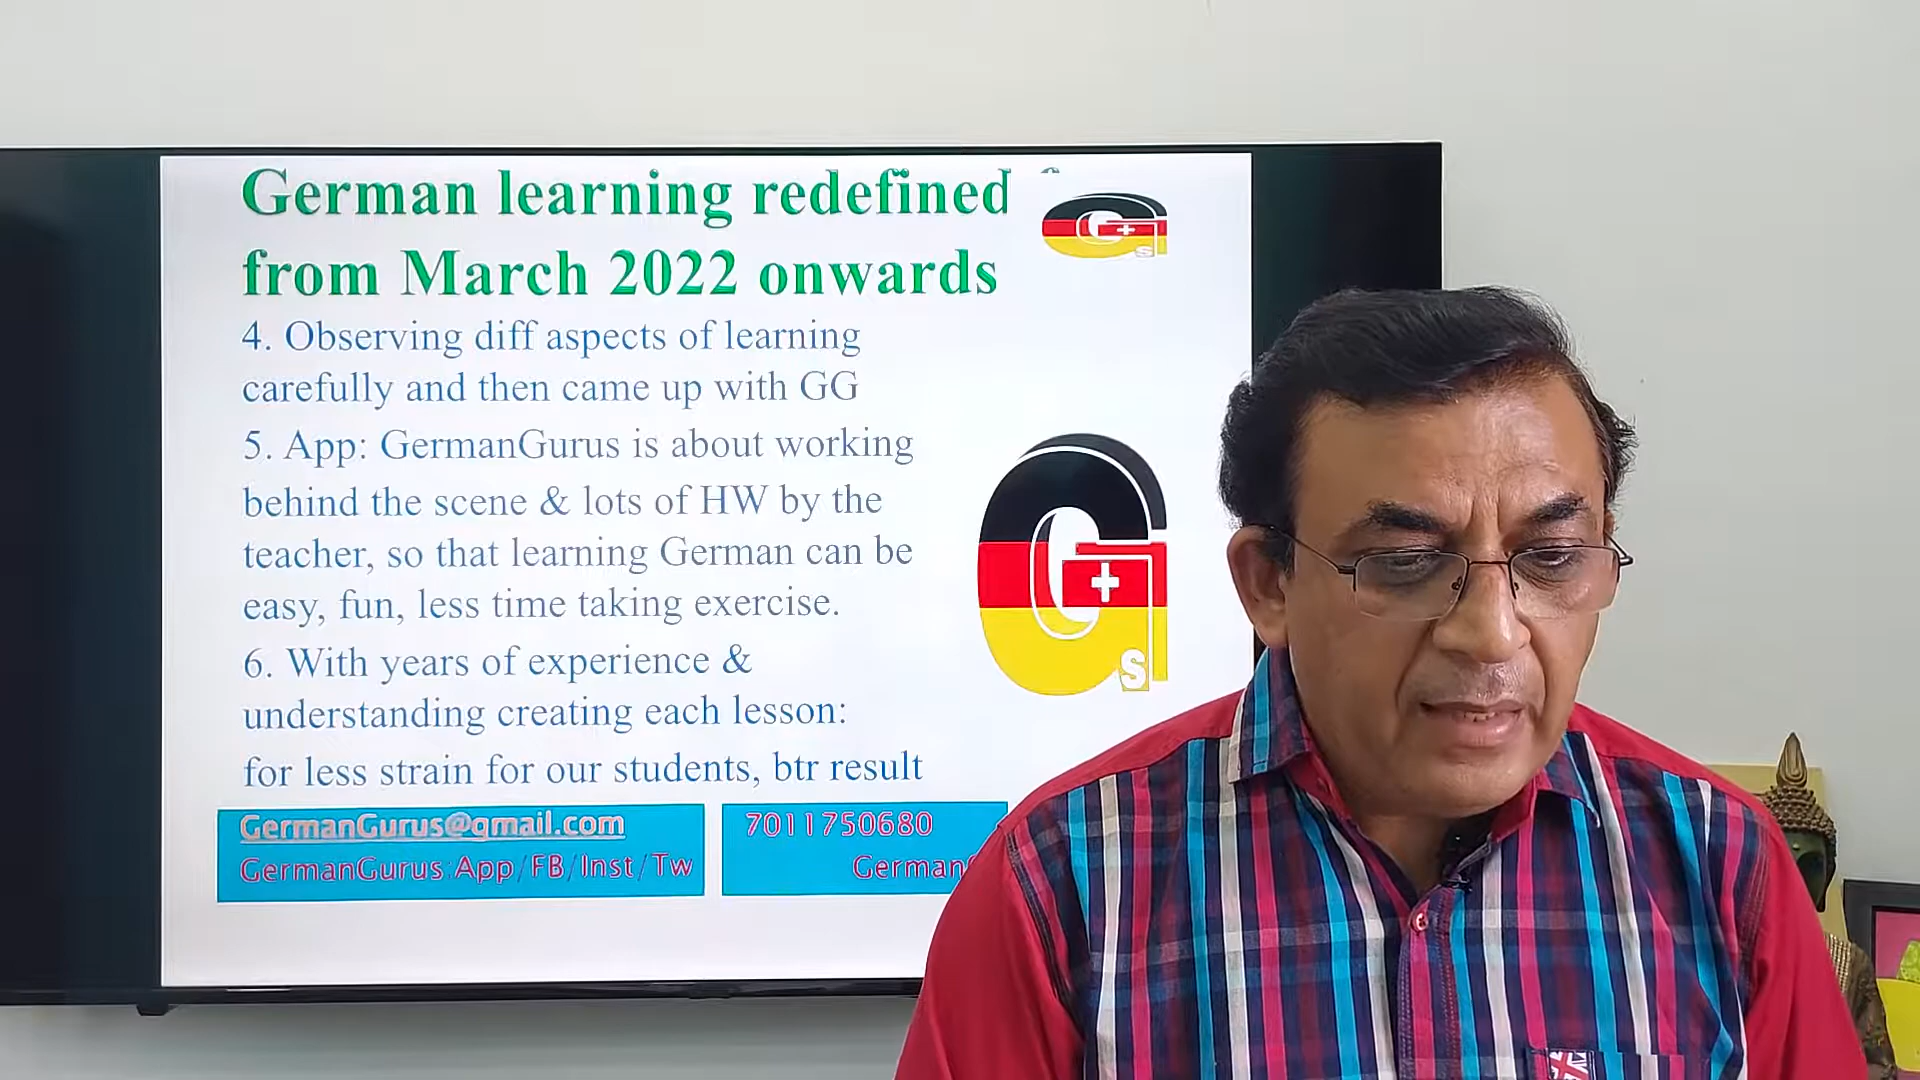 German learning redefined
from March 2022 onwards
4. Observing diff aspects of learning
carefully and then came up with GG
5. App: GermanGurus is about working
behind the scene & lots of HW by the
teacher, so that learning German can be
easy, fun, less time taking exercise.
6. With years of experience &
understanding creating each lesson:
for less strain for our students, btr result
GermanGurus@gmail.com
GermanGurus:App/FB/Inst/Tw
7011750680
German
G s
G s